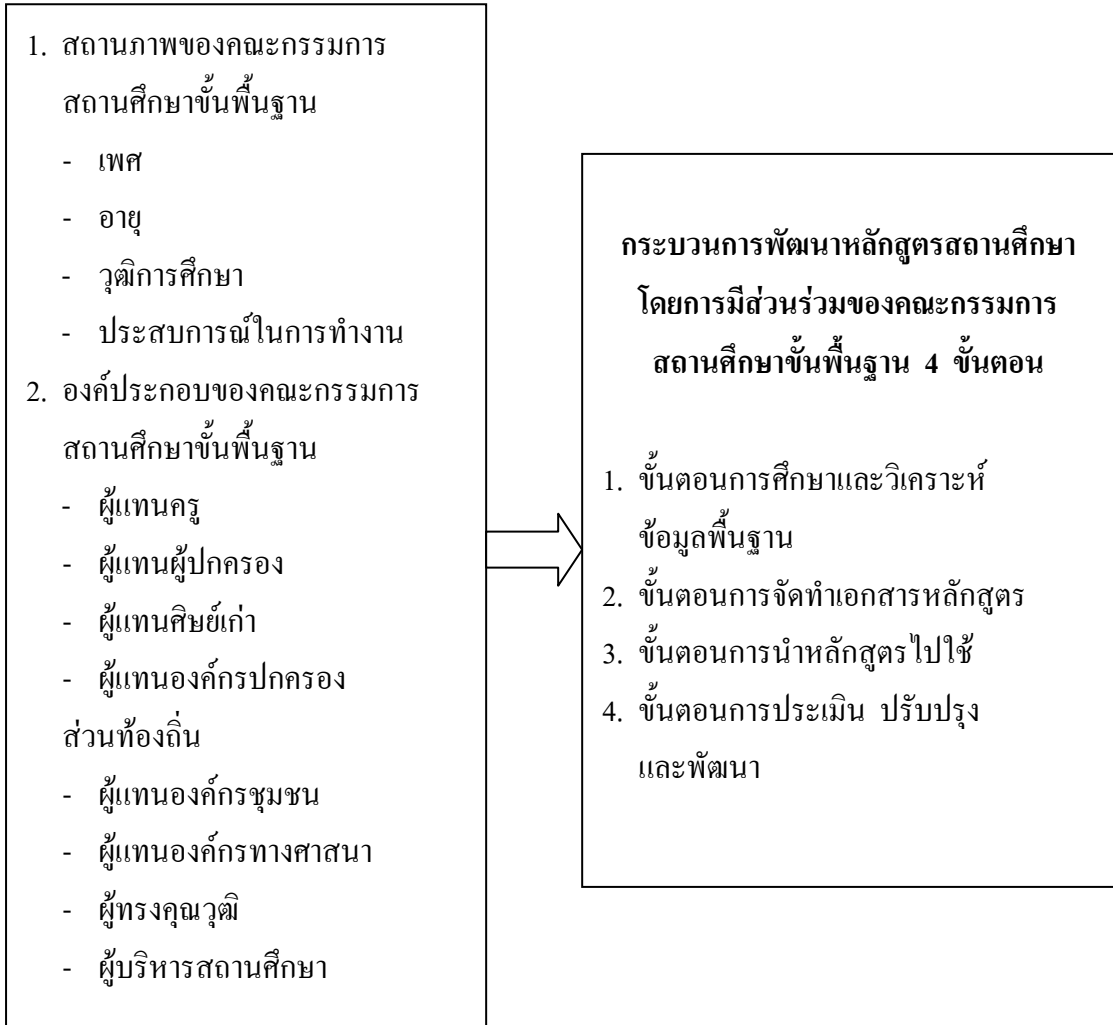 1. สถานภาพของคณะกรรมการ
สถานศึกษาขั้นพื้นฐาน
- เพศ
- อายุ
- วุฒิการศึกษา
- ประสบการณ์ในการทำงาน
2. องค์ประกอบของคณะกรรมการ
สถานศึกษาขั้นพื้นฐาน
- ผู้แทนครู
- ผู้แทนผู้ปกครอง
- ผู้แทนศิษย์เก่า
- ผู้แทนองค์กรปกครอง
ส่วนท้องถิ่น
- ผู้แทนองค์กรชุมชน
- ผู้แทนองค์กรทางศาสนา
- ผู้ทรงคุณวุฒิ
- ผู้บริหารสถานศึกษา
กระบวนการพัฒนาหลักสูตรสถานศึกษา
โดยการมีส่วนร่วมของคณะกรรมการ
สถานศึกษาขั้นพื้นฐาน 4 ขั้นตอน
1. ขั้นตอนการศึกษาและวิเคราะห์
ข้อมูลพื้นฐาน
2. ขั้นตอนการจัดทำเอกสารหลักสูตร
3. ขั้นตอนการนำหลักสูตรไปใช้
4. ขั้นตอนการประเมิน ปรับปรุง
และพัฒนา